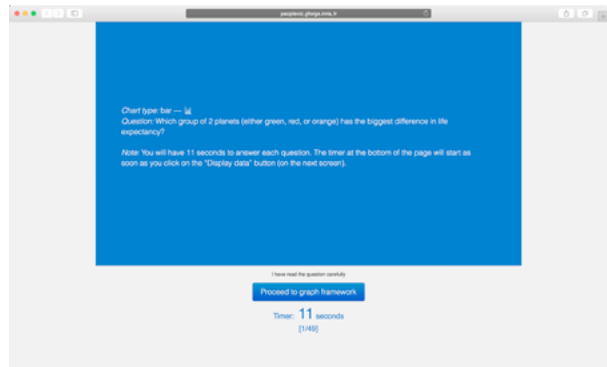 peopleviz.gforge.inria.fr
Chart type: bar —
Question: Which group of 2 planets (either green, red, or orange) has the biggest difference in life
expectancy?
Note: You will have 11 seconds to answer each question. The timer at the bottom of the page will start as
soon as you click on the "Display data" button (on the next screen).
I have read the question carefully
Proceed to graph framework
Timer: 11 seconds
[1/49]